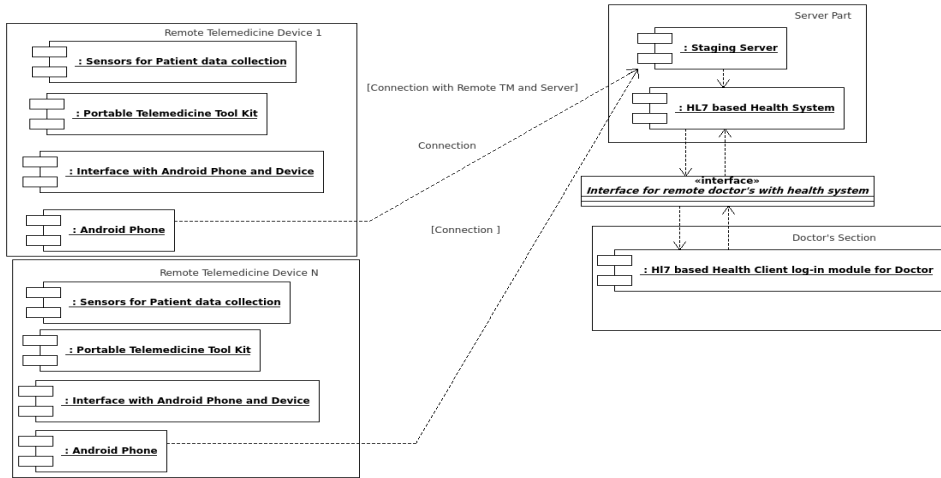 Remote Telemedicine Device 1
: Sensors for Patient data collection
: Portable Telemedicine Tool Kit
: Interface with Android Phone and Device
: Android Phone
Remote Telemedicine Device N
: Sensors for Patient data collection
: Portable Telemedicine Tool Kit
: Interface with Android Phone and Device
: Android Phone
[Connection with Remote TM and Server]
Connection
[Connection ]
Server Part
: Staging Server
: HL7 based Health System
«interface»
Interface for remote doctor's with health system
Doctor's Section
: Hl7 based Health Client log-in module for Doctor